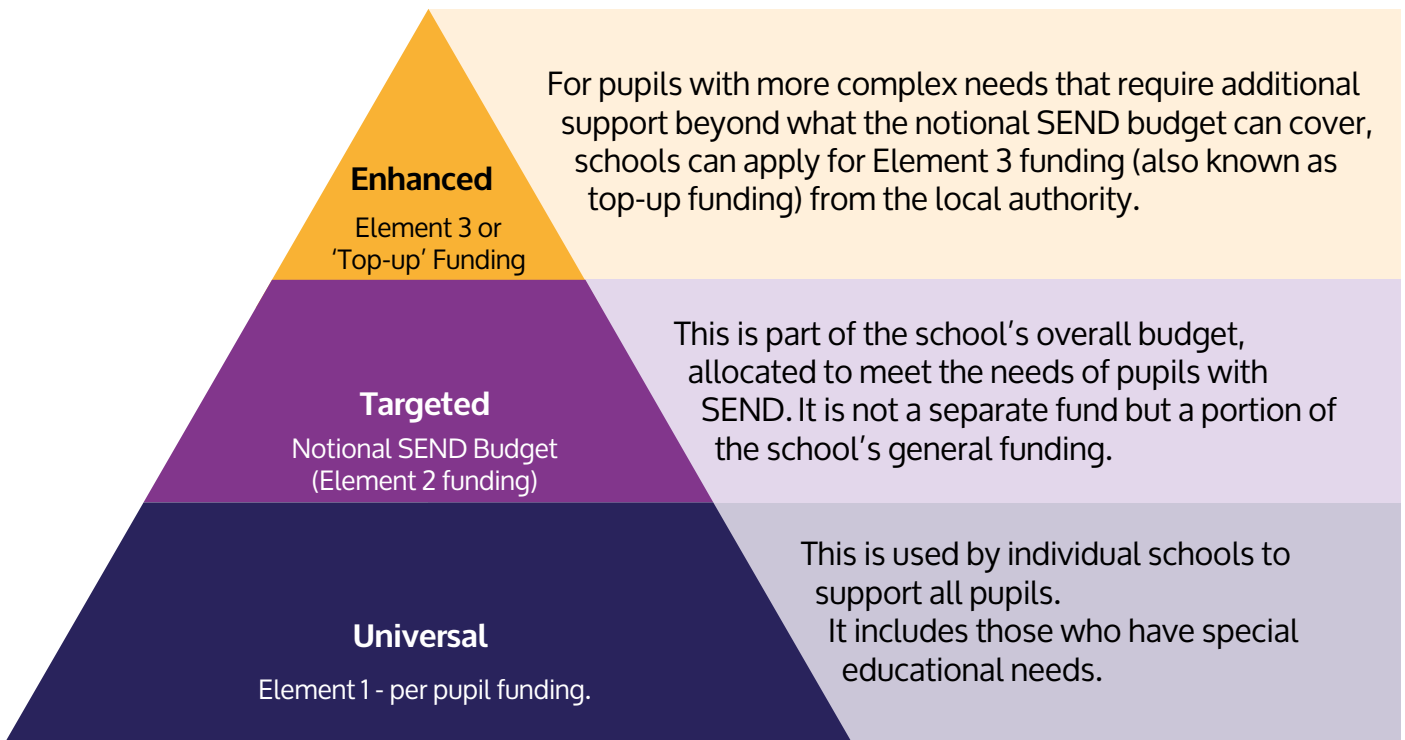 For pupils with more complex needs that require additional
support beyond what the notional SEND budget can cover,
schools can apply for Element 3 funding (also known as
top-up funding) from the local authority.
Enhanced
Element 3 or
‘Top-up’ Funding
This is part of the school’s overall budget,
allocated to meet the needs of pupils with
SEND. It is not a separate fund but a portion of
the school’s general funding.
Targeted
Notional SEND Budget
(Element 2 funding)
This is used by individual schools to
support all pupils.
It includes those who have special
educational needs.
Universal
Element 1 - per pupil funding.